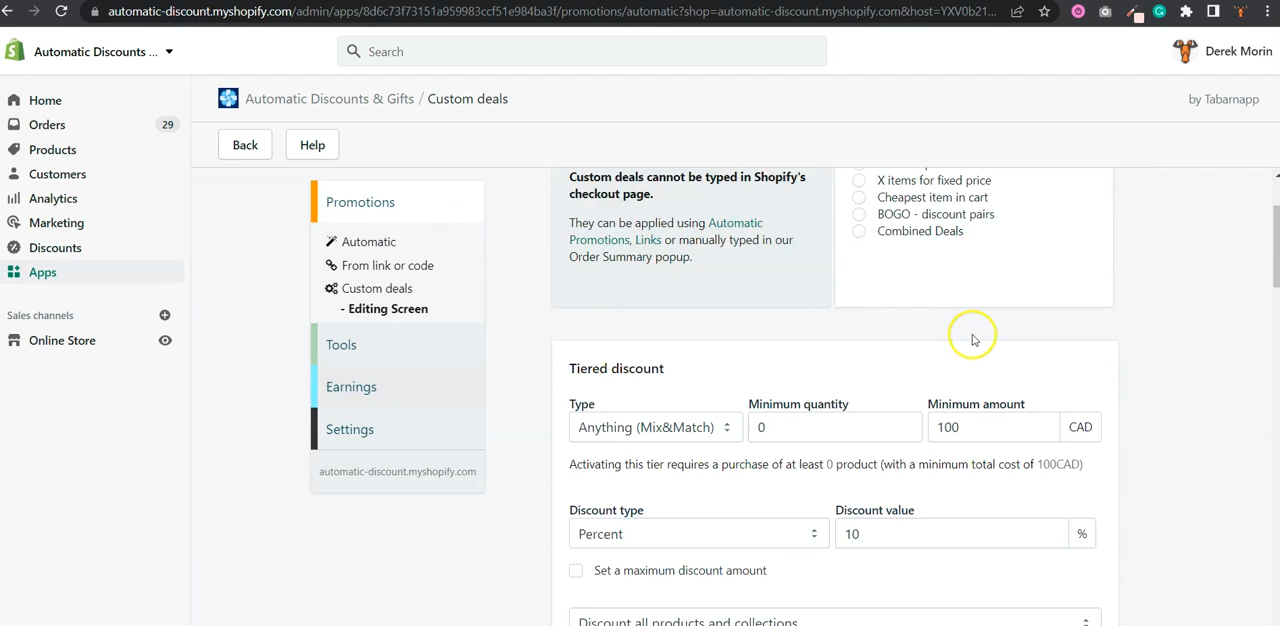 automatic-discount.myshopify.com/admin/apps/8d6c73f73151a959983ccf51e984ba3f/promotions/automatic?shop=automatic-discount.myshopify.com&host=YXV0b21...
Automatic Discounts ...
Search
Derek Morin
Home
Orders
29
Products
Customers
Analytics
Marketing
Discounts
Apps
Sales channels
Online Store
Automatic Discounts & Gifts / Custom deals
by Tabarnapp
Back
Help
Promotions
Automatic
From link or code
Custom deals
- Editing Screen
Tools
Earnings
Settings
automatic-discount.myshopify.com
Custom deals cannot be typed in Shopify's
checkout page.
They can be applied using Automatic
Promotions, Links or manually typed in our
Order Summary popup.
X items for fixed price
Cheapest item in cart
BOGO - discount pairs
Combined Deals
Tiered discount
Type
Minimum quantity
Minimum amount
Anything (Mix&Match)
0
100
CAD
Activating this tier requires a purchase of at least 0 product (with a minimum total cost of 100CAD)
Discount type
Discount value
Percent
10
%
Set a maximum discount amount
Discount all products and collections